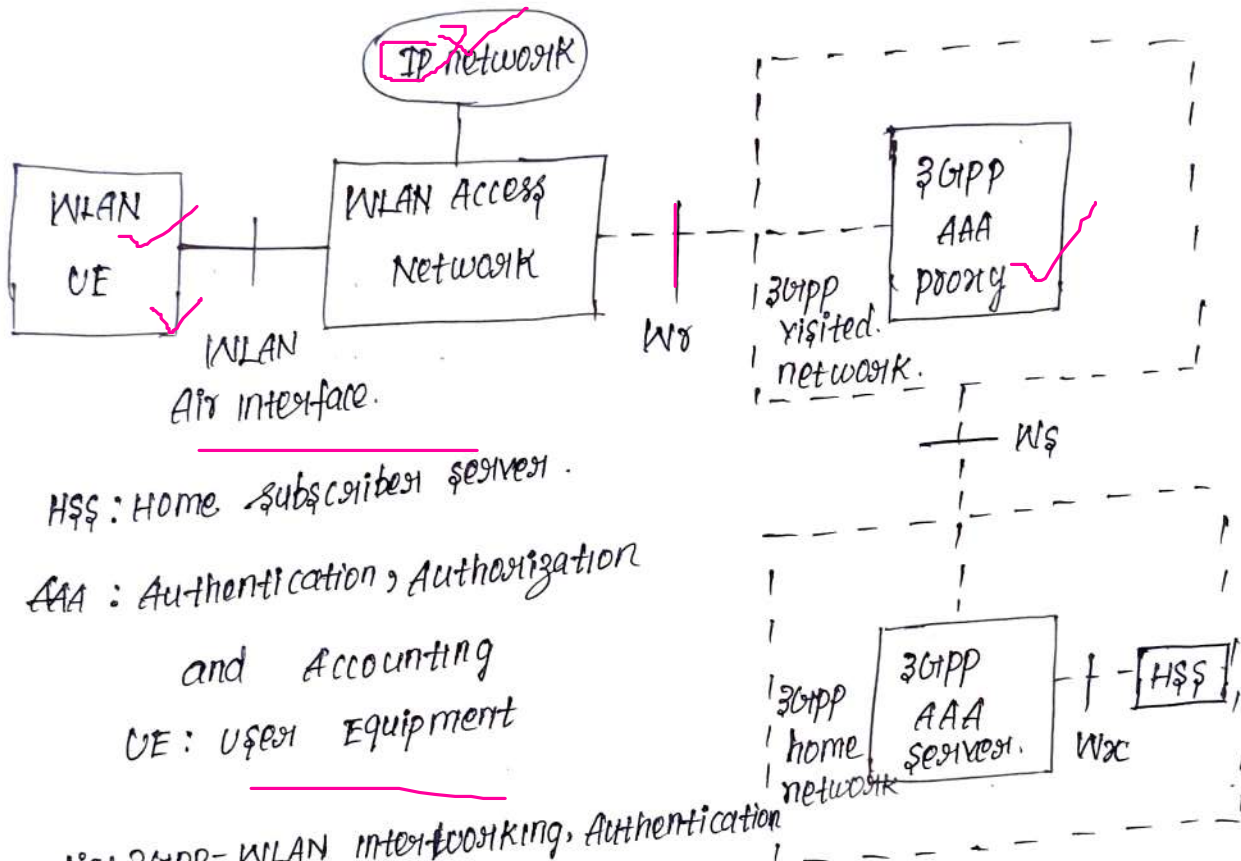 IP network
WLAN
UE
WLAN Access
Network
3GPP
AAA
proxy
WLAN
Air interface.
Wr
3GPP
visited.
network.
Ws
HSS : Home subscriber server.
AAA : Authentication, Authorization
and Accounting
UE : User Equipment
3GPP
home
network
3GPP
AAA
server.
Wx
HSS
3GPP-WLAN interworking, Authentication